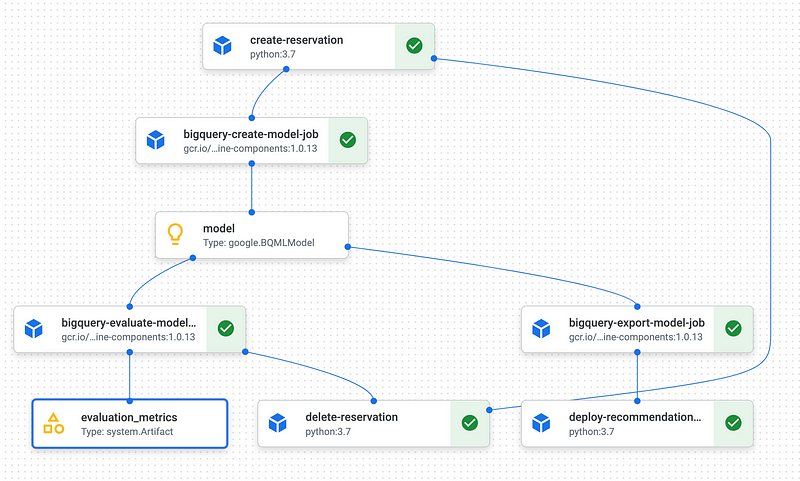 create-reservation
python:3.7
bigquery-create-model-job
gcr.io/...ine-components:1.0.13
model
Type: google.BQMLModel
bigquery-evaluate-model...
gcr.io/...ine-components:1.0.13
bigquery-export-model-job
gcr.io/...ine-components:1.0.13
evaluation_metrics
Type: system.Artifact
delete-reservation
python:3.7
deploy-recommendation...
python:3.7